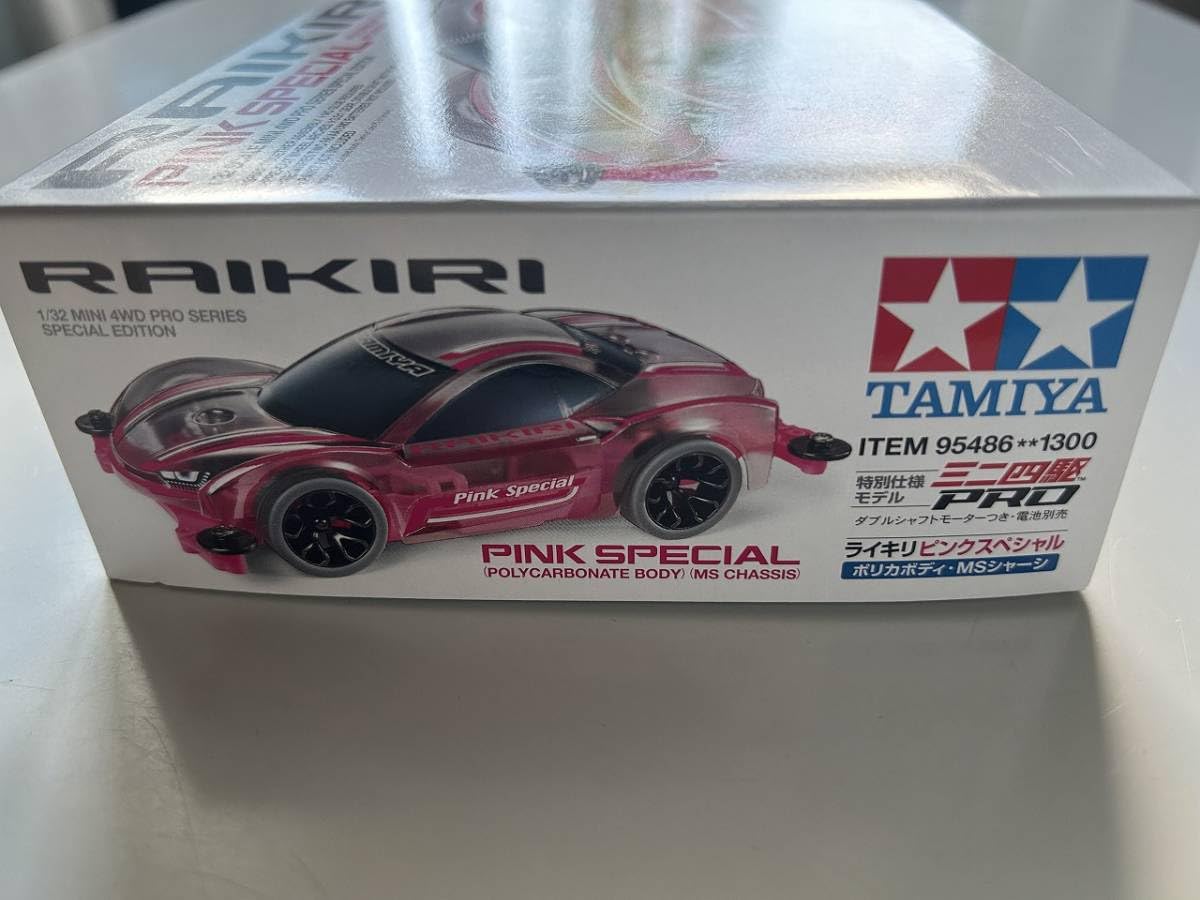 RAIKIRI
PINK SPECIAL
RAIKIRI
1/32 MINI 4WD PRO SERIES
SPECIAL EDITION
TAMIYA
RAIKIRI
Pink Special
PINK SPECIAL
(POLYCARBONATE BODY) (MS CHASSIS)
TAMIYA
ITEM 95486**1300
特別仕様
モデル
ミニ四駆™
PRO
ダブルシャフトモーターつき・電池別売
ライキリ ピンクスペシャル
ポリカボディ・MSシャーシ